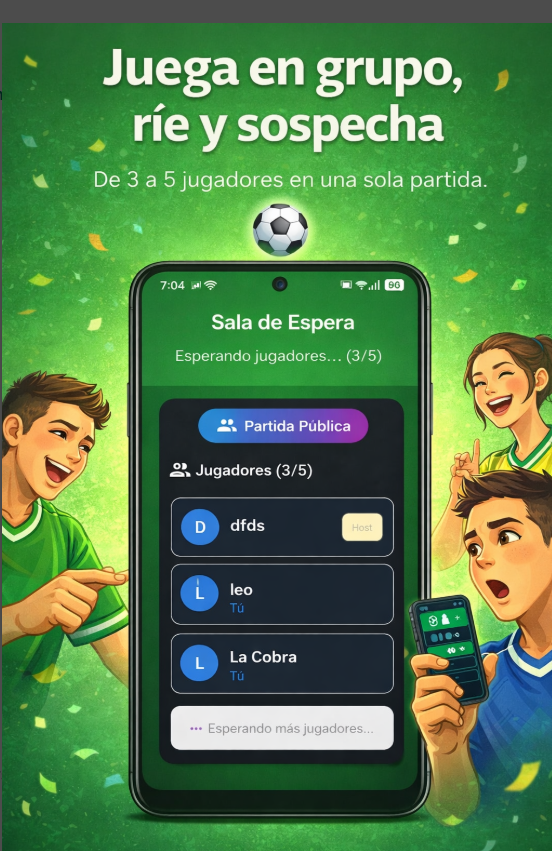 Juega en grupo,
ríe y sospecha
De 3 a 5 jugadores en una sola partida.
7:04
96
Sala de Espera
Esperando jugadores... (3/5)
Partida Pública
Jugadores (3/5)
D
dfds
Host
L
leo
Tú
L
La Cobra
Tú
••• Esperando más jugadores...